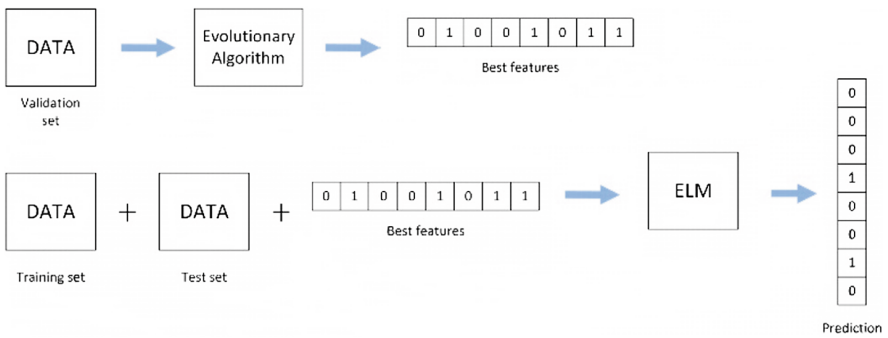 DATA
Validation
set
Evolutionary
Algorithm
0 1 0 0 1 0 1 1
Best features
DATA
Training set
+
DATA
Test set
+
0 1 0 0 1 0 1 1
Best features
ELM
0
0
0
1
0
0
1
0
Prediction